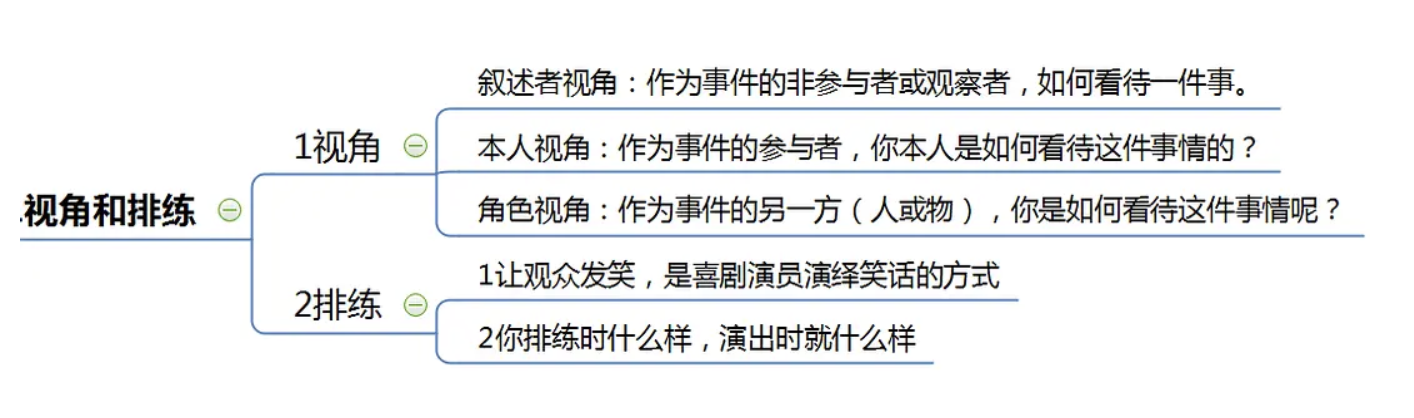 叙述者视角：作为事件的非参与者或观察者，如何看待一件事。
1视角
本人视角：作为事件的参与者，你本人是如何看待这件事情的？
.视角和排练
角色视角：作为事件的另一方（人或物），你是如何看待这件事情呢？
1让观众发笑，是喜剧演员演绎笑话的方式
2排练
2你排练时什么样，演出时就什么样